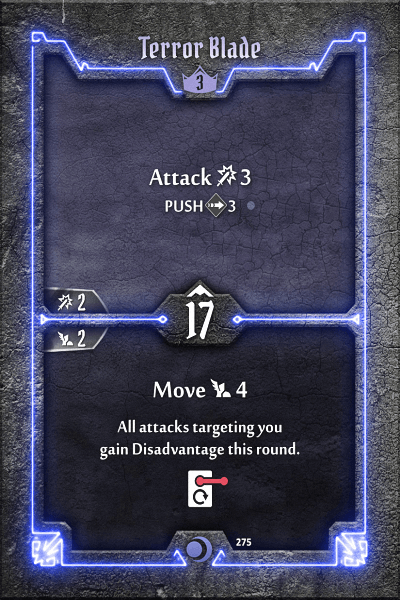 Terror Blade
3
Attack 3
PUSH 3
2
17
2
Move 4
All attacks targeting you
gain Disadvantage this round.
275